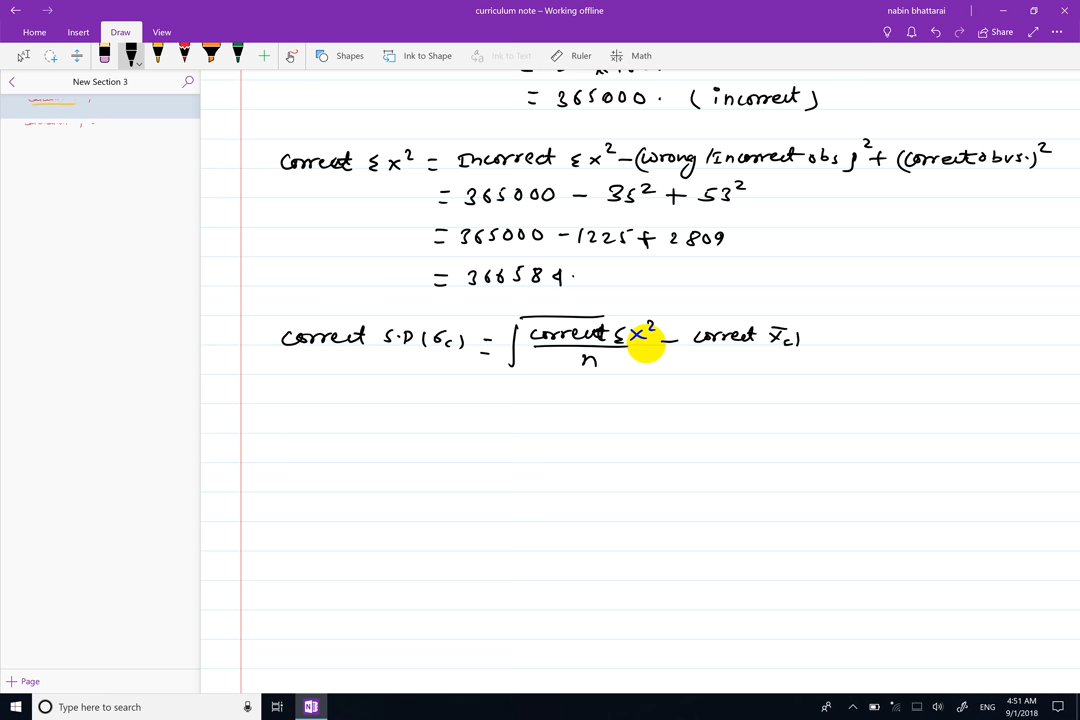 curriculum note – Working offline
nabin bhattarai
Home Insert Draw View
Share
Shapes Ink to Shape Ink to Text Ruler Math
New Section 3
= 365000. (incorrect)
Correct Σx² = Incorrect Σx² - (Wrong/Incorrect obs)² + (Correct obvs.)²
= 365000 - 35² + 53²
= 365000 - 1225 + 2809
= 366584.
Correct S.D (σc) = √ correct Σx² / n - correct x̄c)
+ Page
Type here to search
ENG
4:51 AM
9/1/2018